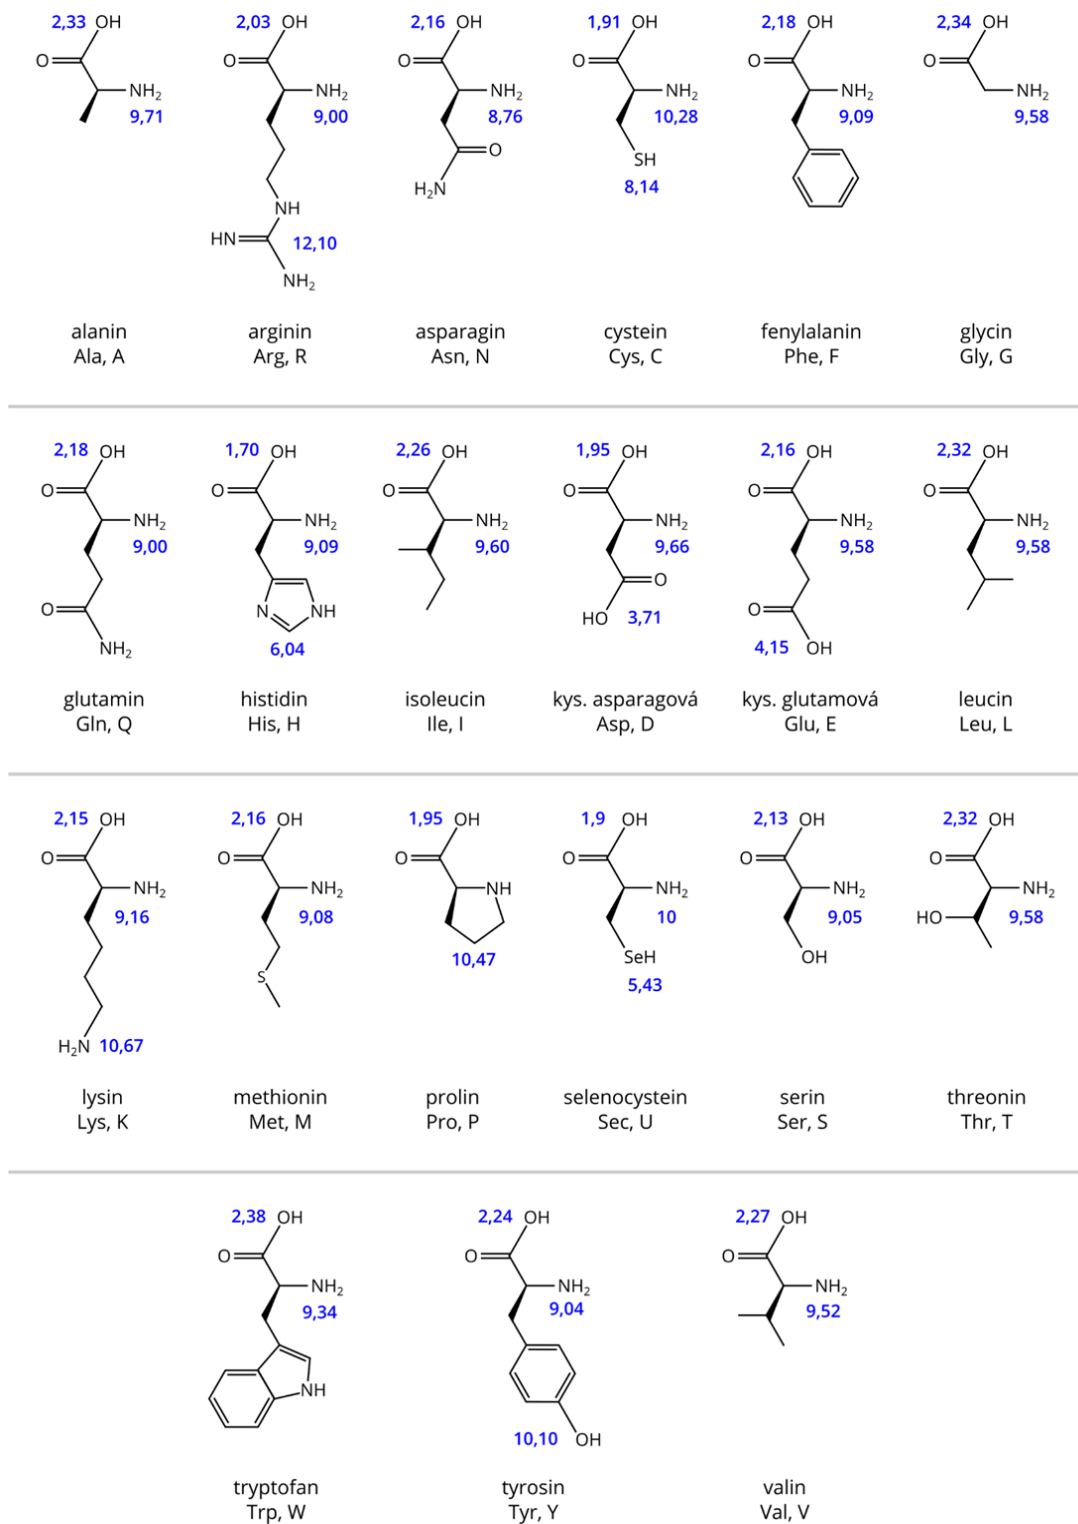 2,33 OH 2,03 OH 2,16 OH 1,91 OH 2,18 OH 2,34 OH
O O O O O O
NH₂ NH₂ NH₂ NH₂ NH₂ NH₂
9,71 9,00 8,76 10,28 9,09 9,58
O SH
H₂N 8,14
NH
HN 12,10
NH₂
alanin arginin asparagin cystein fenylalanin glycin
Ala, A Arg, R Asn, N Cys, C Phe, F Gly, G
2,18 OH 1,70 OH 2,26 OH 1,95 OH 2,16 OH 2,32 OH
O O O O O O
NH₂ NH₂ NH₂ NH₂ NH₂ NH₂
9,00 9,09 9,60 9,66 9,58 9,58
O
O N NH HO 3,71 O
NH₂ 6,04 4,15 OH
glutamin histidin isoleucin kys. asparagová kys. glutamová leucin
Gln, Q His, H Ile, I Asp, D Glu, E Leu, L
2,15 OH 2,16 OH 1,95 OH 1,9 OH 2,13 OH 2,32 OH
O O O O O O
NH₂ NH₂ NH NH₂ NH₂ NH₂
9,16 9,08 10 9,05 HO 9,58
10,47 SeH OH
S 5,43
H₂N 10,67
lysin methionin prolin selenocystein serin threonin
Lys, K Met, M Pro, P Sec, U Ser, S Thr, T
2,38 OH 2,24 OH 2,27 OH
O O O
NH₂ NH₂ NH₂
9,34 9,04 9,52
NH
10,10 OH
tryptofan tyrosin valin
Trp, W Tyr, Y Val, V